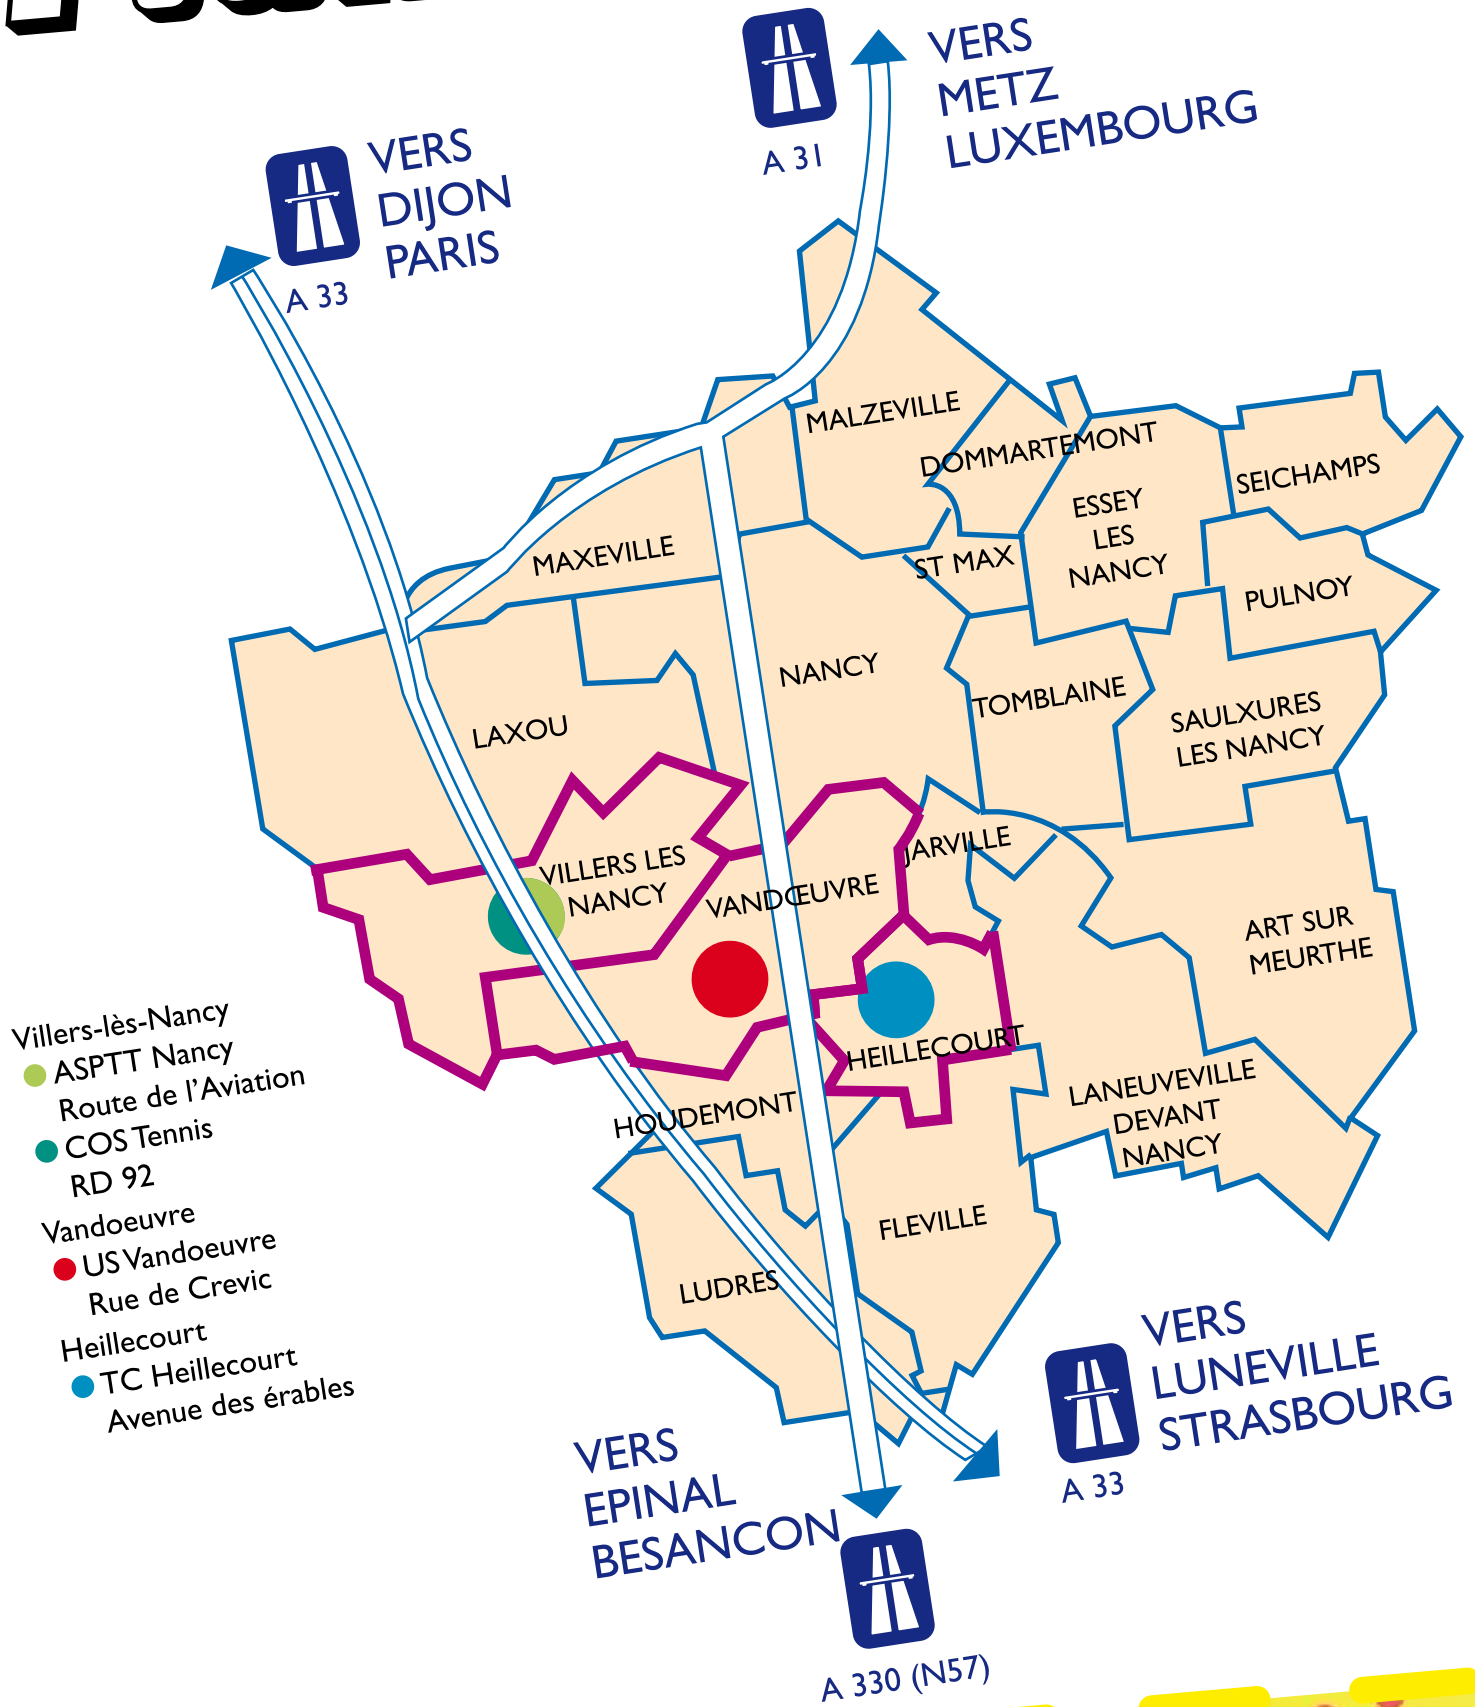 VERS
METZ
LUXEMBOURG
A 31
VERS
DIJON
PARIS
A 33
MALZEVILLE
DOMMARTEMONT
SEICHAMPS
ESSEY
LES
NANCY
MAXEVILLE
ST MAX
PULNOY
NANCY
TOMBLAINE
LAXOU
SAULXURES
LES NANCY
JARVILLE
VILLERS LES
NANCY
VANDŒUVRE
ART SUR
MEURTHE
HEILLECOURT
LANEUVEVILLE
DEVANT
NANCY
HOUDEMONT
FLEVILLE
LUDRES
Villers-lès-Nancy
ASPTT Nancy
Route de l'Aviation
COS Tennis
RD 92
Vandoeuvre
US Vandoeuvre
Rue de Crevic
Heillecourt
TC Heillecourt
Avenue des érables
VERS
LUNEVILLE
STRASBOURG
A 33
VERS
EPINAL
BESANCON
A 330 (N57)